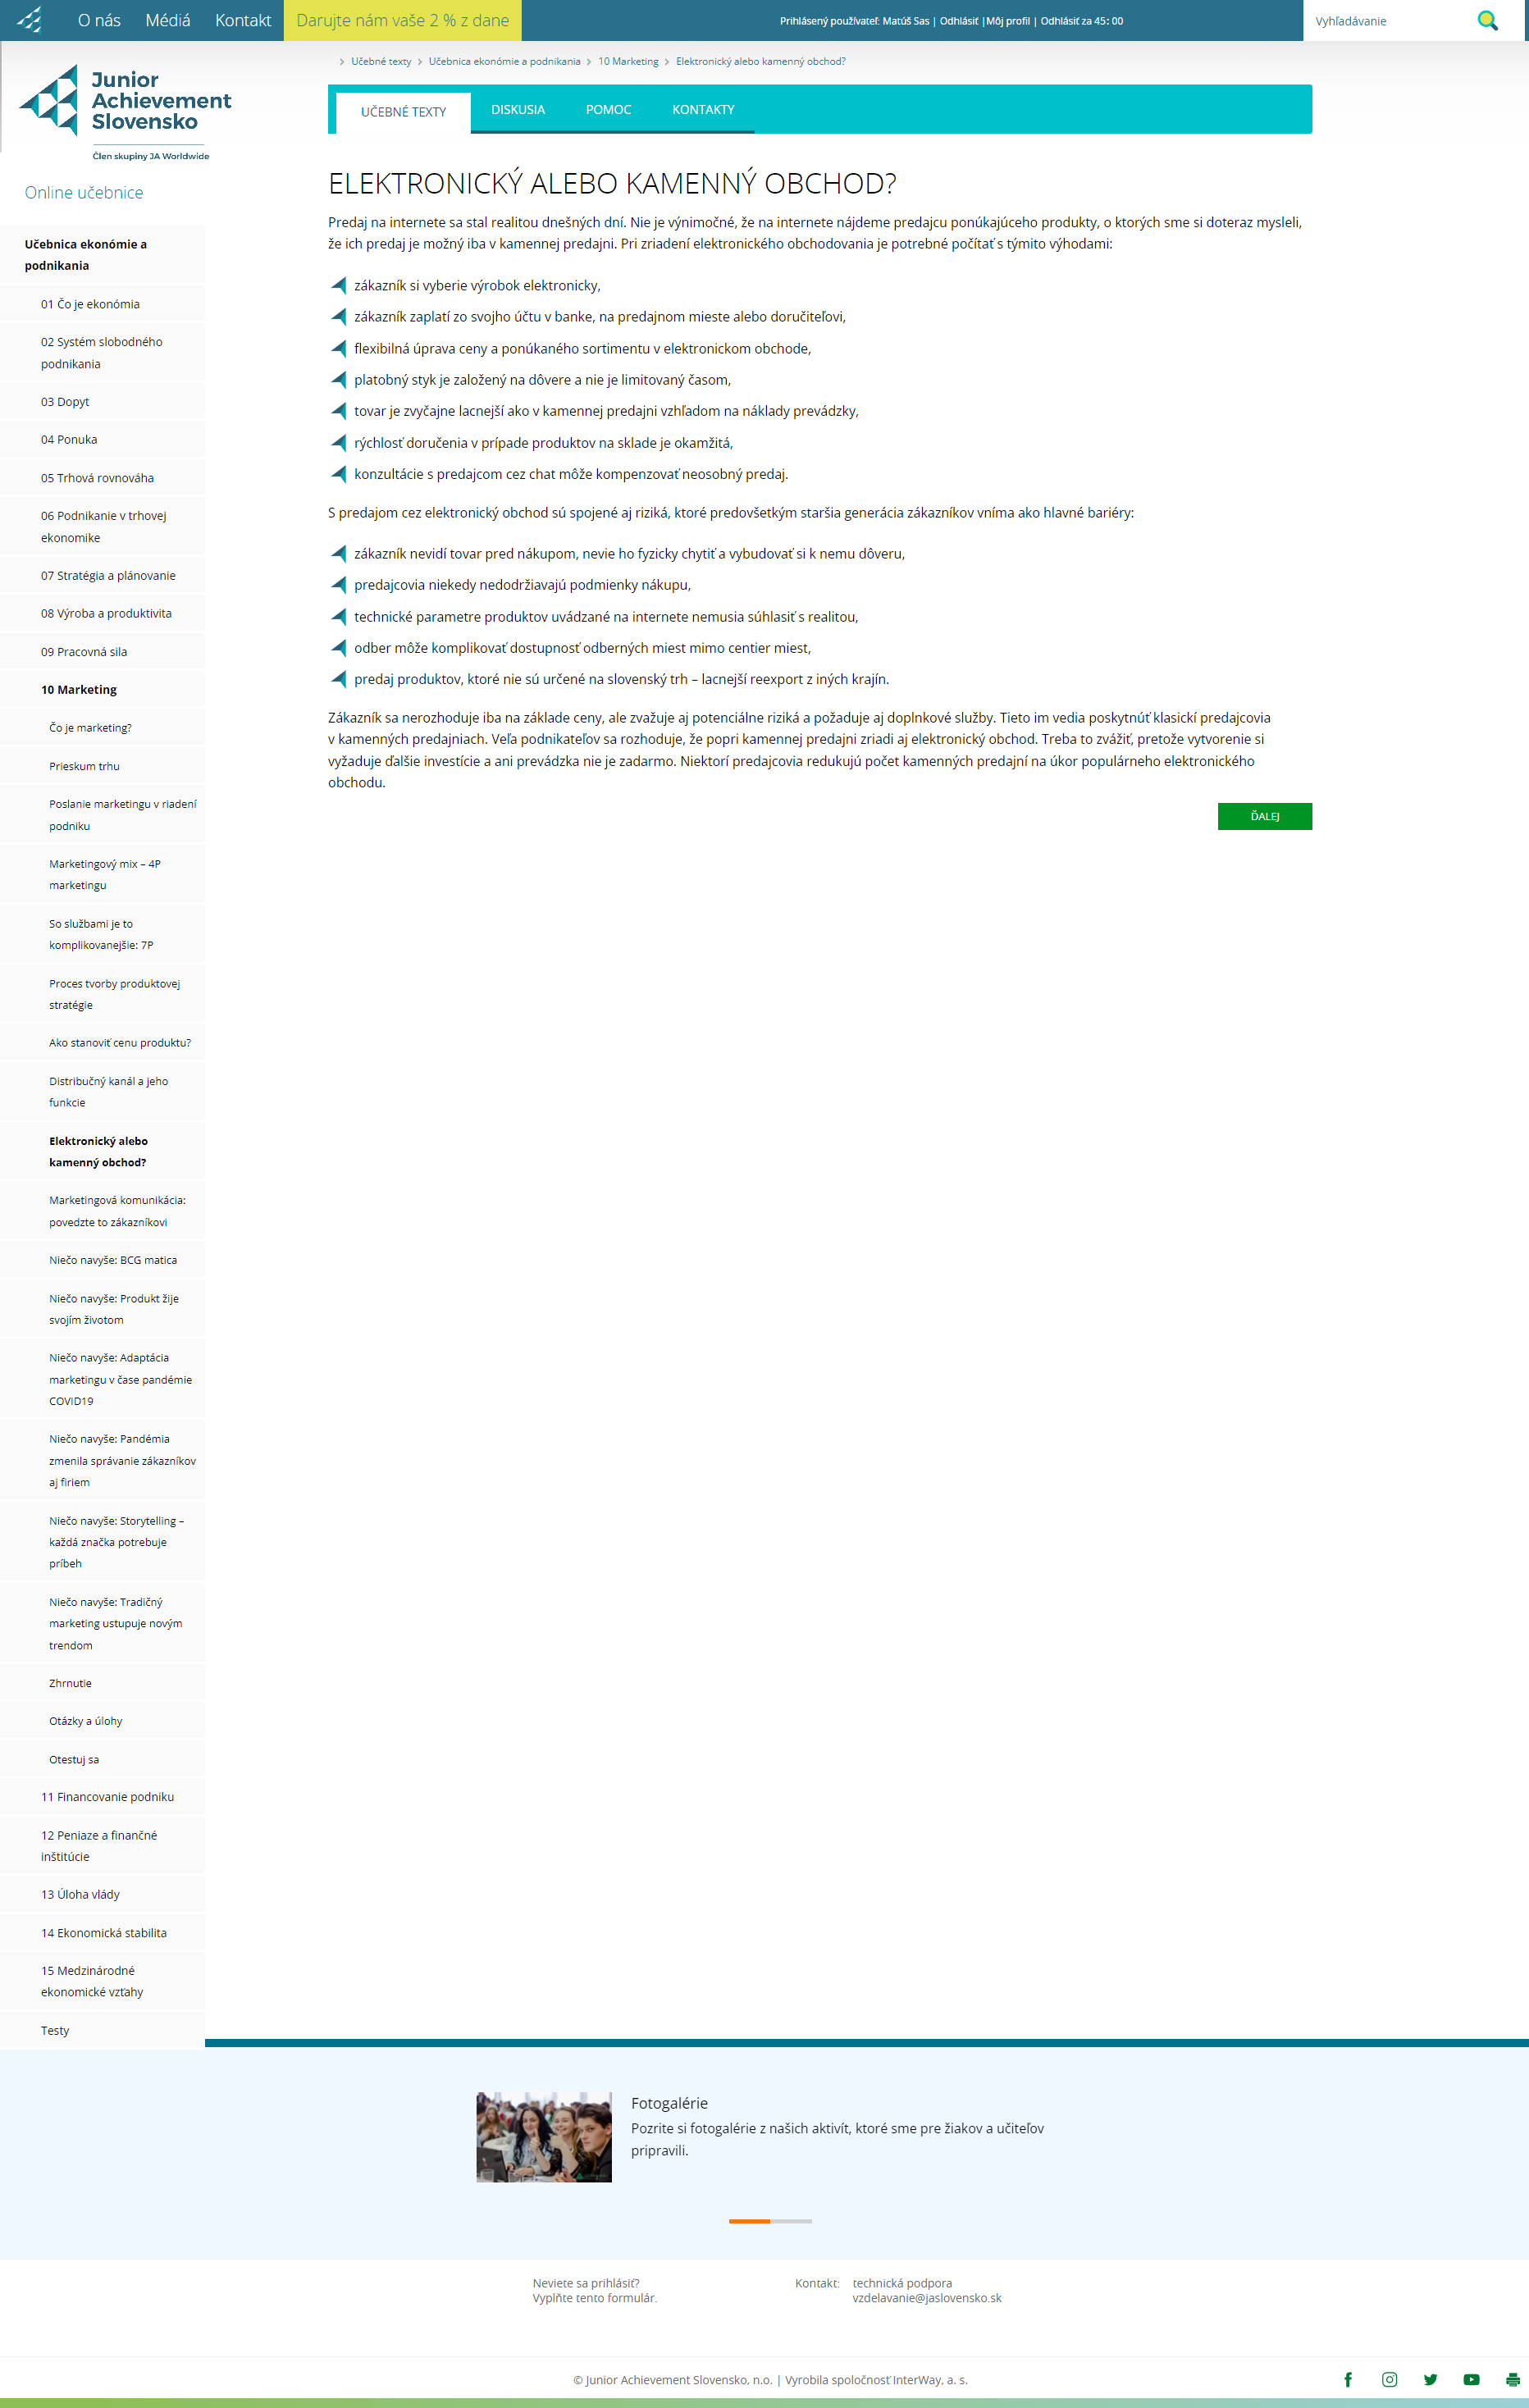 O nás Médiá Kontakt Darujte nám vaše 2 % z dane
Prihlásený používateľ: Matúš Sas | Odhlásiť |Môj profil | Odhlásiť za 45: 00
Vyhľadávanie
Junior
Achievement
Slovensko
Člen skupiny JA Worldwide
Učebné texty Učebnica ekonómie a podnikania 10 Marketing Elektronický alebo kamenný obchod?
UČEBNÉ TEXTY DISKUSIA POMOC KONTAKTY
Online učebnice
Učebnica ekonómie a
podnikania
01 Čo je ekonómia
02 Systém slobodného
podnikania
03 Dopyt
04 Ponuka
05 Trhová rovnováha
06 Podnikanie v trhovej
ekonomike
07 Stratégia a plánovanie
08 Výroba a produktivita
09 Pracovná sila
10 Marketing
Čo je marketing?
Prieskum trhu
Poslanie marketingu v riadení
podniku
Marketingový mix – 4P
marketingu
So službami je to
komplikovanejšie: 7P
Proces tvorby produktovej
stratégie
Ako stanoviť cenu produktu?
Distribučný kanál a jeho
funkcie
Elektronický alebo
kamenný obchod?
Marketingová komunikácia:
povedzte to zákazníkovi
Niečo navyše: BCG matica
Niečo navyše: Produkt žije
svojím životom
Niečo navyše: Adaptácia
marketingu v čase pandémie
COVID19
Niečo navyše: Pandémia
zmenila správanie zákazníkov
aj firiem
Niečo navyše: Storytelling –
každá značka potrebuje
príbeh
Niečo navyše: Tradičný
marketing ustupuje novým
trendom
Zhrnutie
Otázky a úlohy
Otestuj sa
11 Financovanie podniku
12 Peniaze a finančné
inštitúcie
13 Úloha vlády
14 Ekonomická stabilita
15 Medzinárodné
ekonomické vzťahy
Testy
ELEKTRONICKÝ ALEBO KAMENNÝ OBCHOD?
Predaj na internete sa stal realitou dnešných dní. Nie je výnimočné, že na internete nájdeme predajcu ponúkajúceho produkty, o ktorých sme si doteraz mysleli,
že ich predaj je možný iba v kamennej predajni. Pri zriadení elektronického obchodovania je potrebné počítať s týmito výhodami:
zákazník si vyberie výrobok elektronicky,
zákazník zaplatí zo svojho účtu v banke, na predajnom mieste alebo doručiteľovi,
flexibilná úprava ceny a ponúkaného sortimentu v elektronickom obchode,
platobný styk je založený na dôvere a nie je limitovaný časom,
tovar je zvyčajne lacnejší ako v kamennej predajni vzhľadom na náklady prevádzky,
rýchlosť doručenia v prípade produktov na sklade je okamžitá,
konzultácie s predajcom cez chat môže kompenzovať neosobný predaj.
S predajom cez elektronický obchod sú spojené aj riziká, ktoré predovšetkým staršia generácia zákazníkov vníma ako hlavné bariéry:
zákazník nevidí tovar pred nákupom, nevie ho fyzicky chytiť a vybudovať si k nemu dôveru,
predajcovia niekedy nedodržiavajú podmienky nákupu,
technické parametre produktov uvádzané na internete nemusia súhlasiť s realitou,
odber môže komplikovať dostupnosť odberných miest mimo centier miest,
predaj produktov, ktoré nie sú určené na slovenský trh – lacnejší reexport z iných krajín.
Zákazník sa nerozhoduje iba na základe ceny, ale zvažuje aj potenciálne riziká a požaduje aj doplnkové služby. Tieto im vedia poskytnúť klasickí predajcovia
v kamenných predajniach. Veľa podnikateľov sa rozhoduje, že popri kamennej predajni zriadi aj elektronický obchod. Treba to zvážiť, pretože vytvorenie si
vyžaduje ďalšie investície a ani prevádzka nie je zadarmo. Niektorí predajcovia redukujú počet kamenných predajní na úkor populárneho elektronického
obchodu.
ĎALEJ
Fotogalérie
Pozrite si fotogalérie z našich aktivít, ktoré sme pre žiakov a učiteľov
pripravili.
Neviete sa prihlásiť?
Vyplňte tento formulár.
Kontakt: technická podpora
vzdelavanie@jaslovensko.sk
© Junior Achievement Slovensko, n.o. | Vyrobila spoločnosť InterWay, a. s.